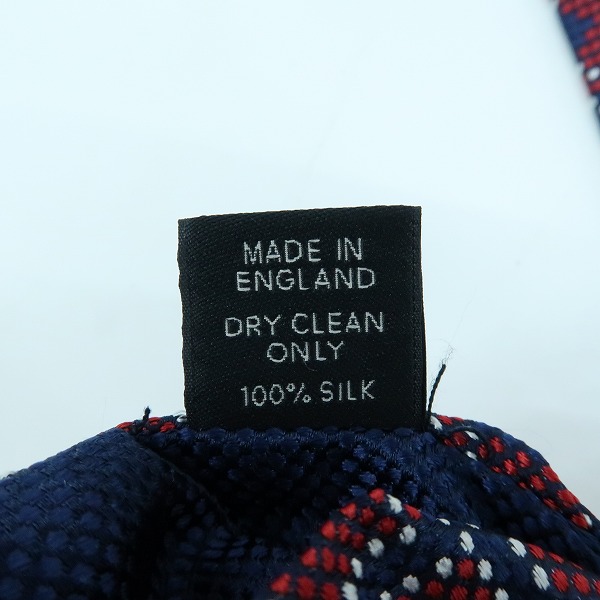 MADE IN
ENGLAND
DRY CLEAN
ONLY
100% SILK